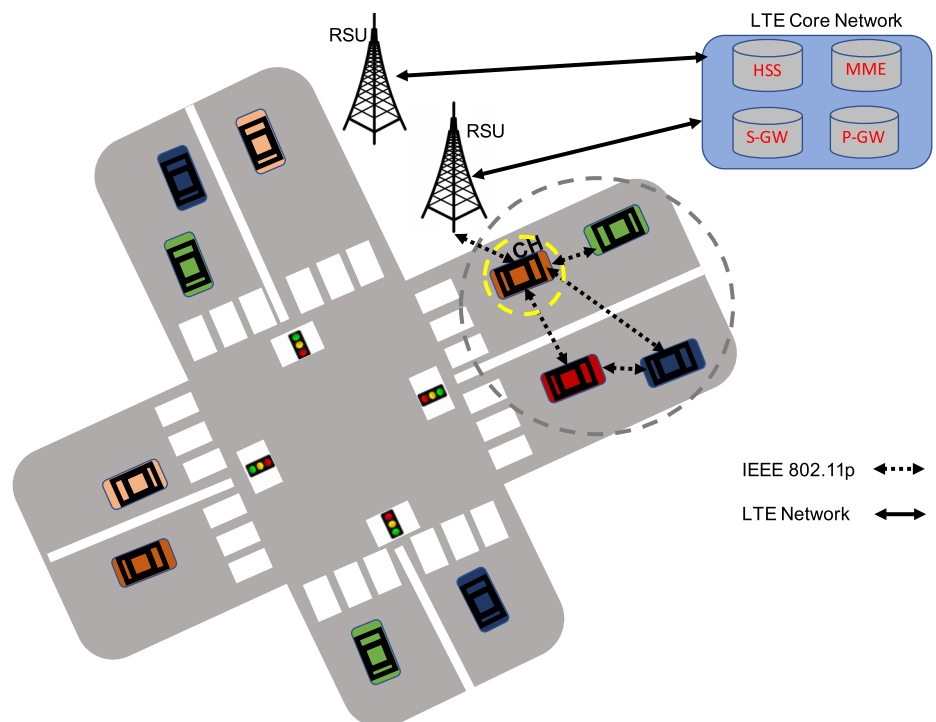 LTE Core Network
RSU
HSS
MME
RSU
S-GW
P-GW
CH
IEEE 802.11p
LTE Network